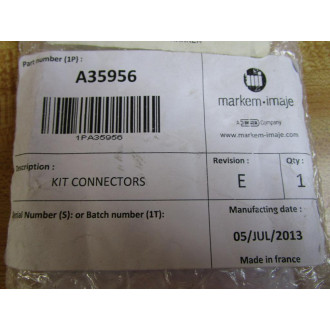 Part number (1P) :
A35956
1PA35956
markem·imaje
Company
www.markem-imaje.com
Description :
KIT CONNECTORS
Revision :
E
Qty :
1
Serial Number (S): or Batch number (1T):
Manufacting date :
05/JUL/2013
Made in france